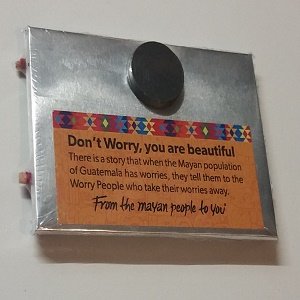 Don't Worry, you are beautiful
There is a story that when the Mayan population
of Guatemala has worries, they tell them to the
Worry People who take their worries away.
From the mayan people to you